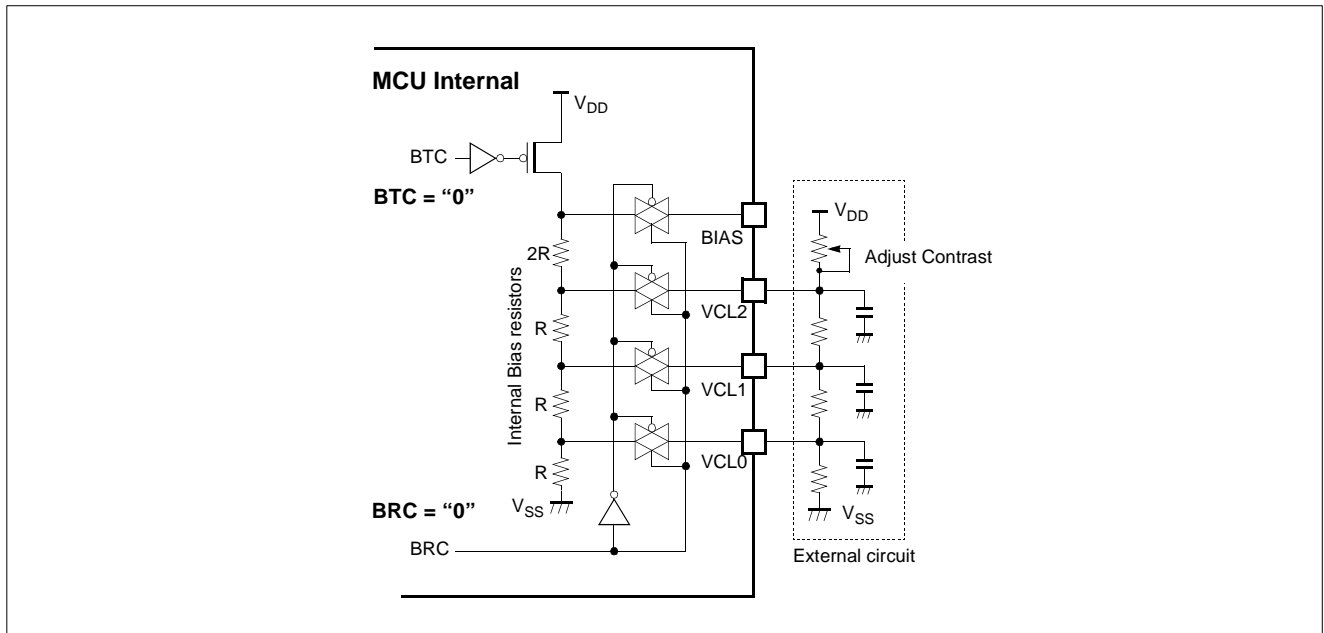 MCU Internal
VDD
BTC
BTC = “0”
VDD
BIAS
2R
Adjust Contrast
Internal Bias resistors
VCL2
R
VCL1
R
VCL0
R
BRC = “0”
VSS
VSS
BRC
External circuit